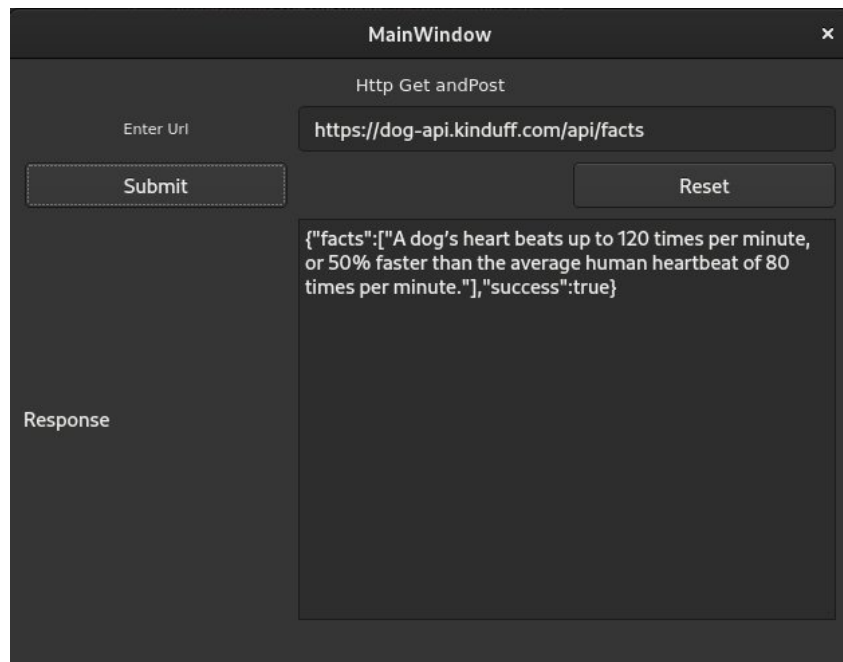 MainWindow ×
Http Get andPost
Enter Url https://dog-api.kinduff.com/api/facts
Submit Reset
{"facts":["A dog's heart beats up to 120 times per minute,
or 50% faster than the average human heartbeat of 80
times per minute."],"success":true}
Response